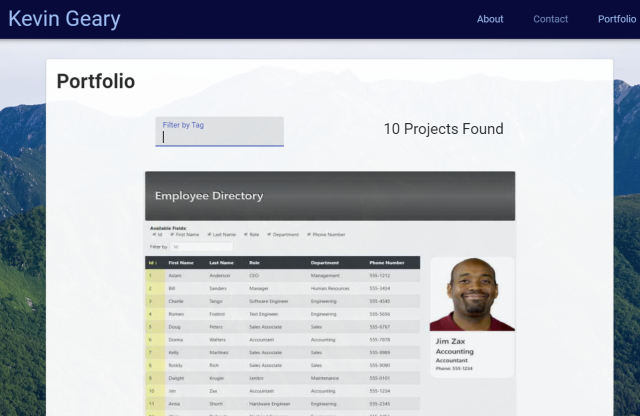 Kevin Geary
About Contact Portfolio
Portfolio
Filter by Tag
10 Projects Found
Employee Directory
Available Fields:
Id First Name Last Name Role Department Phone Number
Filter by Id
Id First Name Last Name Role Department Phone Number
1 Adam Anderson CEO Management 555-1212
2 Bill Sanders Manager Human Resources 555-3434
3 Charlie Tango Software Engineer Engineering 555-4545
4 Romeo Foxtrot Test Engineer Engineering 555-5656
5 Doug Peters Sales Associate Sales 555-6767
6 Donna Walters Accountant Accounting 555-7878
7 Kelly Martinez Sales Associate Sales 555-8989
8 Roddy Rich Sales Associate Sales 555-9090
9 Dwight Kruger Janitor Maintenance 555-0101
10 Jim Zax Accountant Accounting 555-1234
11 Anna Shortt Hardware Engineer Engineering 555-2345
Jim Zax
Accounting
Accountant
Phone: 555-1234